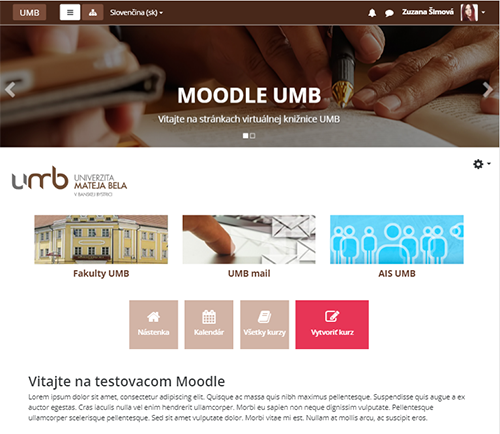 UMB Slovenčina (sk) Zuzana Šimová
MOODLE UMB
Vitajte na stránkach virtuálnej knižnice UMB
umb UNIVERZITA
MATEJA BELA
V BANSKEJ BYSTRICI
Fakulty UMB UMB mail AIS UMB
Nástenka Kalendár Všetky kurzy Vytvoriť kurz
Vitajte na testovacom Moodle
Lorem ipsum dolor sit amet, consectetur adipiscing elit. Quisque ac massa quis nibh maximus pellentesque. Suspendisse quis augue a ex
auctor egestas. Cras iaculis nulla vel enim hendrerit ullamcorper. Morbi eu sapien non neque dignissim vulputate. Pellentesque
ullamcorper scelerisque pellentesque. Sed sit amet vulputate dolor. Morbi vitae mi est. Nullam at mollis arcu, ac suscipit eros.